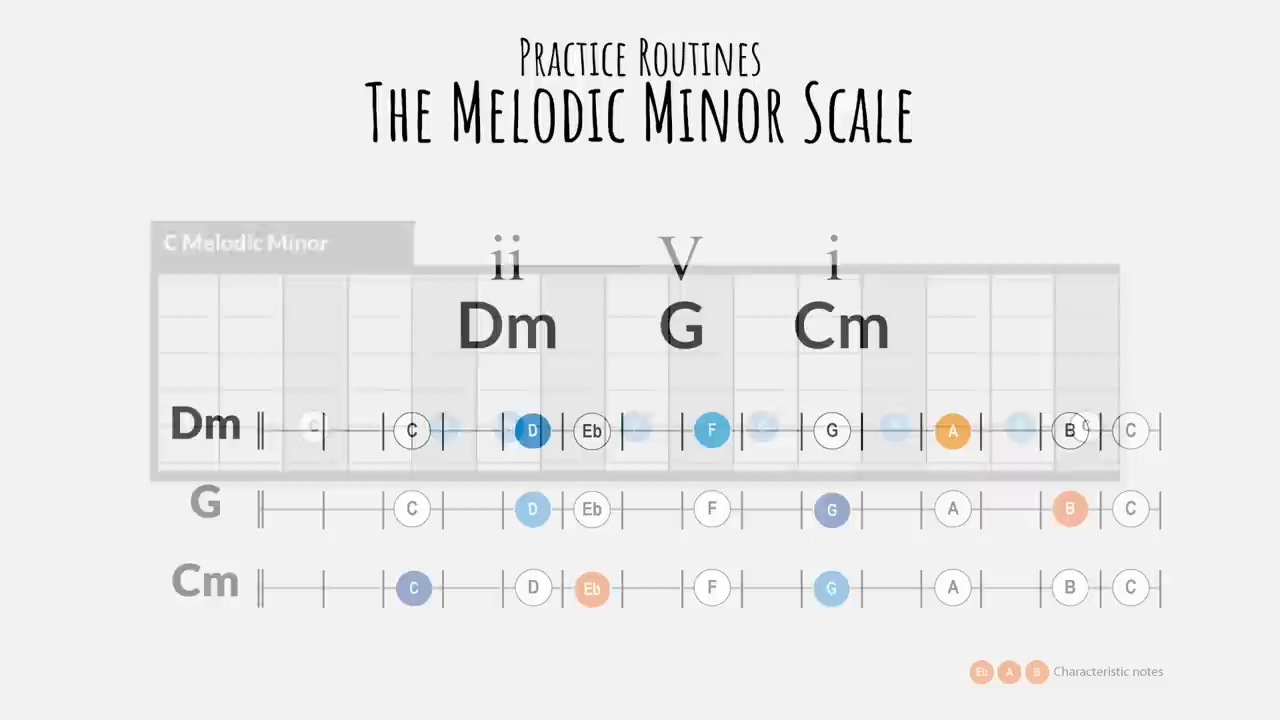 Practice Routines
The Melodic Minor Scale
C Melodic Minor
ii V i
Dm G Cm
Dm C C D Eb F G A B C C
G C D Eb F G A B C
Cm C D Eb F G A B C
Eb A B Characteristic notes